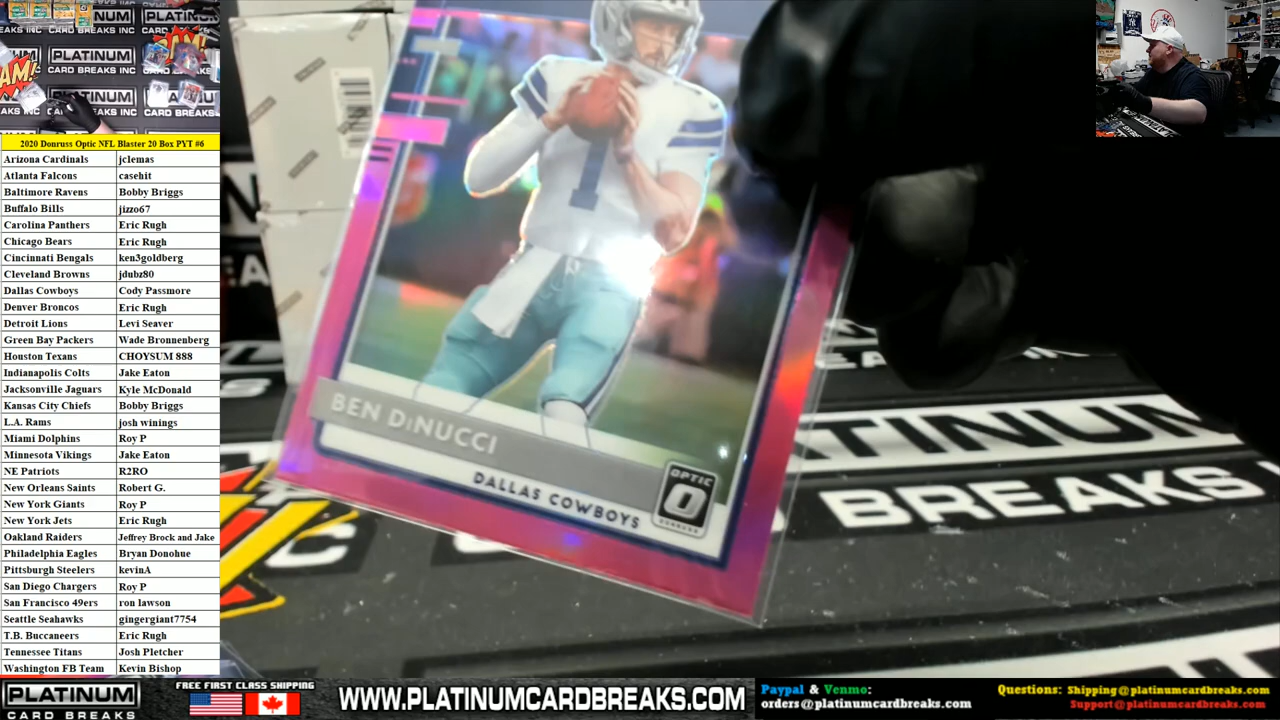 PLATINUM
CARD BREAKS INC
2020 Donruss Optic NFL Blaster 20 Box PYT #6
Arizona Cardinals jclemas
Atlanta Falcons casehit
Baltimore Ravens Bobby Briggs
Buffalo Bills jizzo67
Carolina Panthers Eric Rugh
Chicago Bears Eric Rugh
Cincinnati Bengals ken3goldberg
Cleveland Browns jdubz80
Dallas Cowboys Cody Passmore
Denver Broncos Eric Rugh
Detroit Lions Levi Seaver
Green Bay Packers Wade Bronnenberg
Houston Texans CHOYSUM 888
Indianapolis Colts Jake Eaton
Jacksonville Jaguars Kyle McDonald
Kansas City Chiefs Bobby Briggs
L.A. Rams josh winings
Miami Dolphins Roy P
Minnesota Vikings Jake Eaton
NE Patriots R2RO
New Orleans Saints Robert G.
New York Giants Roy P
New York Jets Eric Rugh
Oakland Raiders Jeffrey Brock and Jake
Philadelphia Eagles Bryan Donohue
Pittsburgh Steelers kevinA
San Diego Chargers Roy P
San Francisco 49ers ron lawson
Seattle Seahawks gingergiant7754
T.B. Buccaneers Eric Rugh
Tennessee Titans Josh Pletcher
Washington FB Team Kevin Bishop
1
BEN DiNUCCI
DALLAS COWBOYS
OPTIC
DONRUSS
BREAKS
PLATINUM
CARD BREAKS
FREE FIRST CLASS SHIPPING
WWW.PLATINUMCARDBREAKS.COM
Paypal & Venmo:
orders@platinumcardbreaks.com
Questions: Shipping@platinumcardbreaks.com
Support@platinumcardbreaks.com